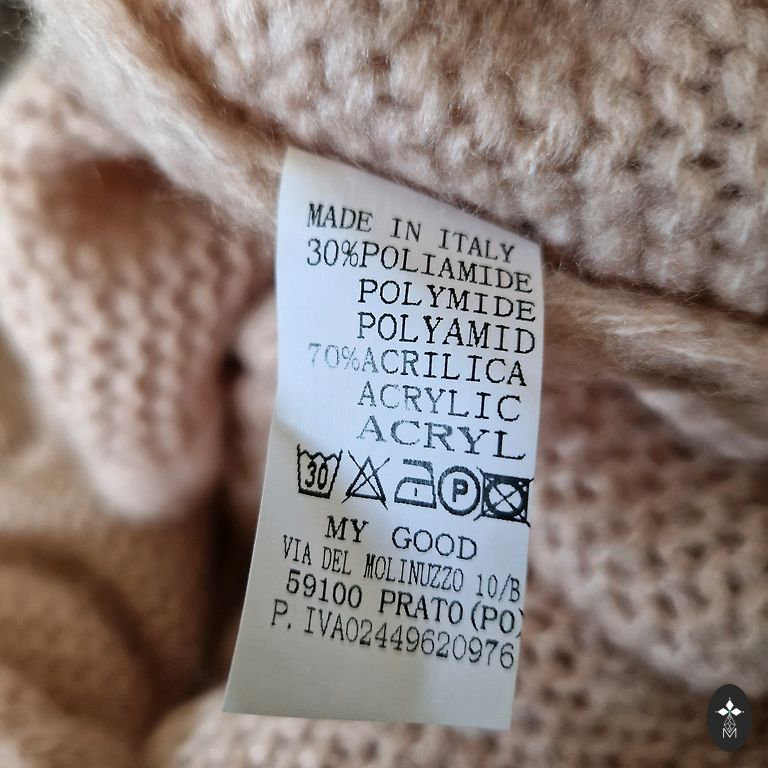 MADE IN ITALY
30%POLIAMIDE
POLYMIDE
POLYAMID
70%ACRILICA
ACRYLIC
ACRYL
30 P
MY GOOD
VIA DEL MOLINUZZO 10/B
59100 PRATO(PO)
P. IVA02449620976
M